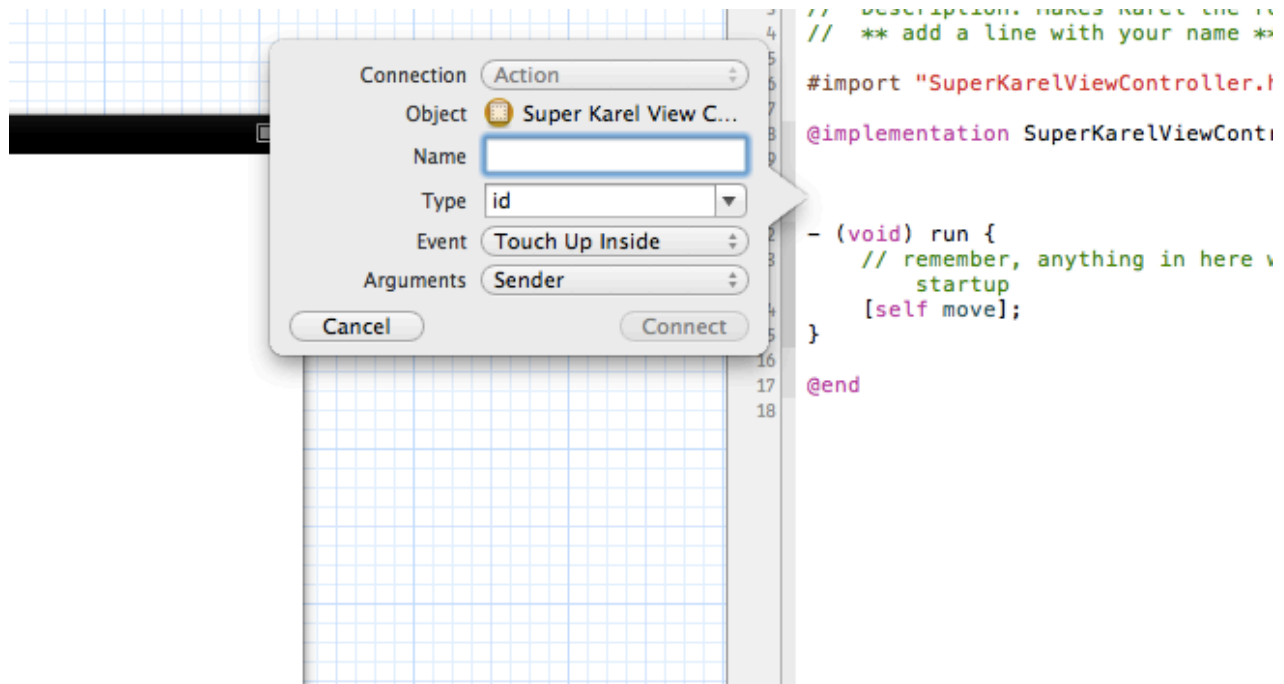 Connection Action
Object Super Karel View C...
Name
Type id
Event Touch Up Inside
Arguments Sender
Cancel Connect
4 // ** add a line with your name **
#import "SuperKarelViewController.h
@implementation SuperKarelViewContr
- (void) run {
// remember, anything in here
startup
[self move];
}
16
17 @end
18